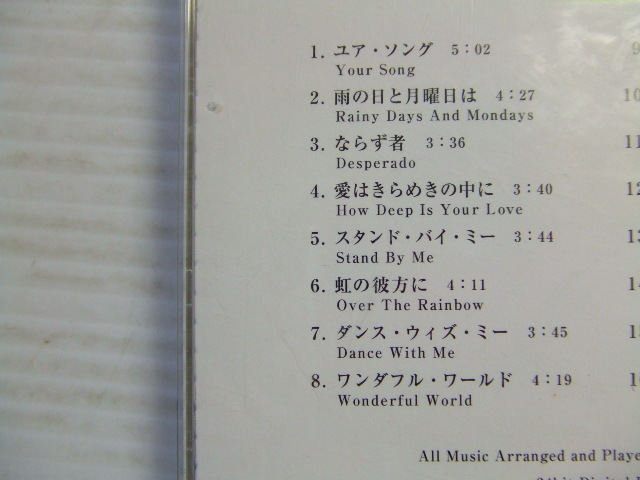 1. ユア・ソング 5:02
Your Song
2. 雨の日と月曜日は 4:27
Rainy Days And Mondays
3. ならず者 3:36
Desperado
4. 愛はきらめきの中に 3:40
How Deep Is Your Love
5. スタンド・バイ・ミー 3:44
Stand By Me
6. 虹の彼方に 4:11
Over The Rainbow
7. ダンス・ウィズ・ミー 3:45
Dance With Me
8. ワンダフル・ワールド 4:19
Wonderful World
10
11
12
All Music Arranged and